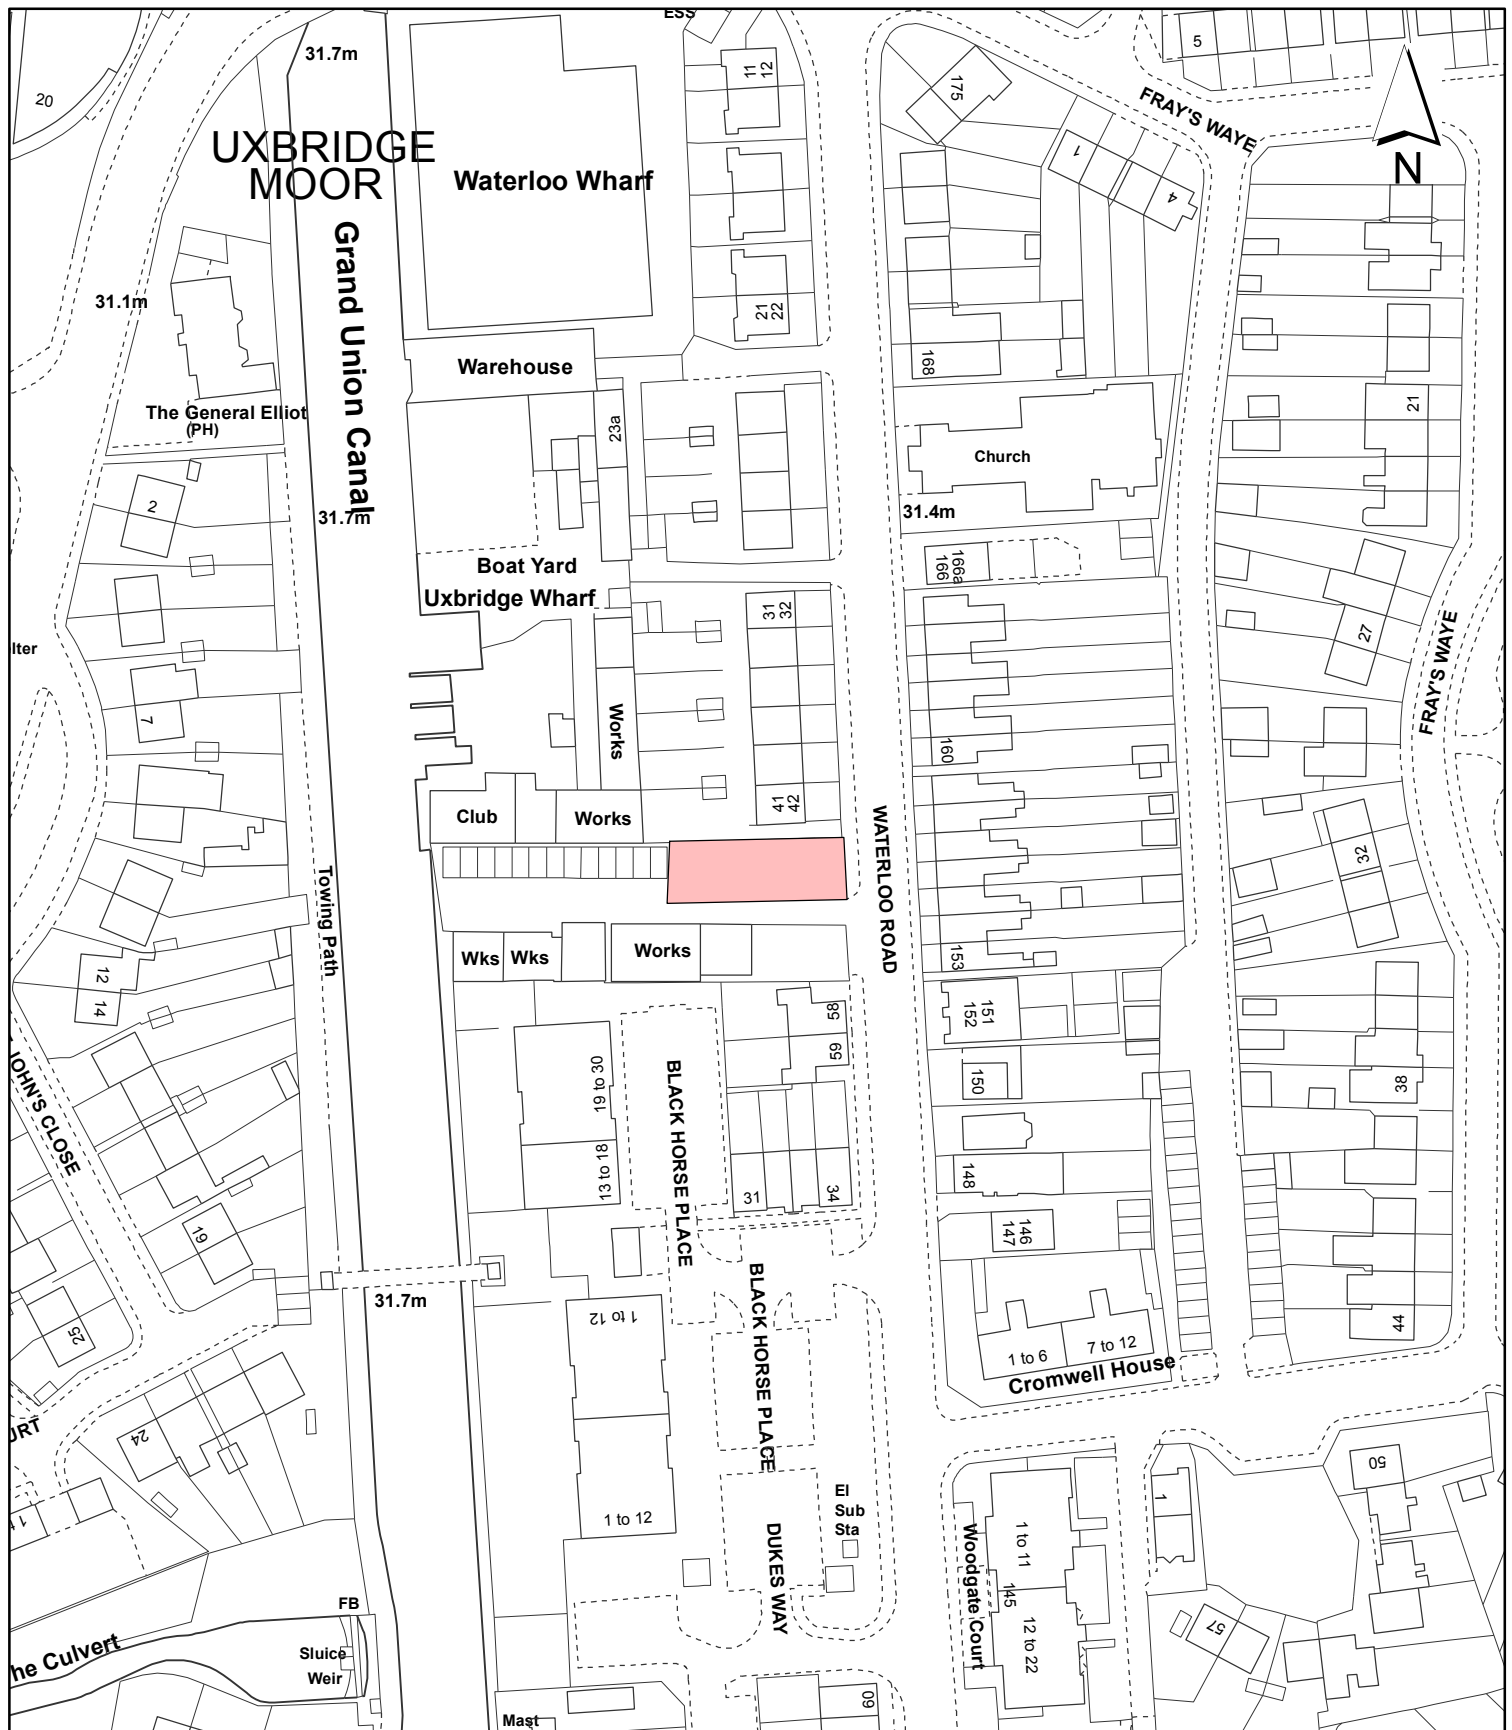 ESS
5
31.7m
11
12
175
20
FRAY'S WAYE
N
UXBRIDGE
MOOR
Waterloo Wharf
1
4
Grand Union Canal
31.1m
21
22
168
Warehouse
The General Elliot
(PH)
23a
21
Church
2
31.7m
31.4m
Boat Yard
Uxbridge Wharf
166a
166
31
32
27
FRAY'S WAYE
lter
7
Works
160
41
42
Club
Works
WATERLOO ROAD
32
Towing Path
Wks
Wks
Works
153
12
14
151
152
58
59
JOHN'S CLOSE
19 to 30
BLACK HORSE PLACE
150
38
13 to 18
148
31
34
19
146
147
31.7m
25
1 to 12
BLACK HORSE PLACE
44
1 to 6
7 to 12
Cromwell House
URT
24
50
1 to 12
El
Sub
Sta
DUKES WAY
1
Woodgate Court
1 to 11
145
12 to 22
57
FB
he Culvert
Sluice
Weir
Mast
60